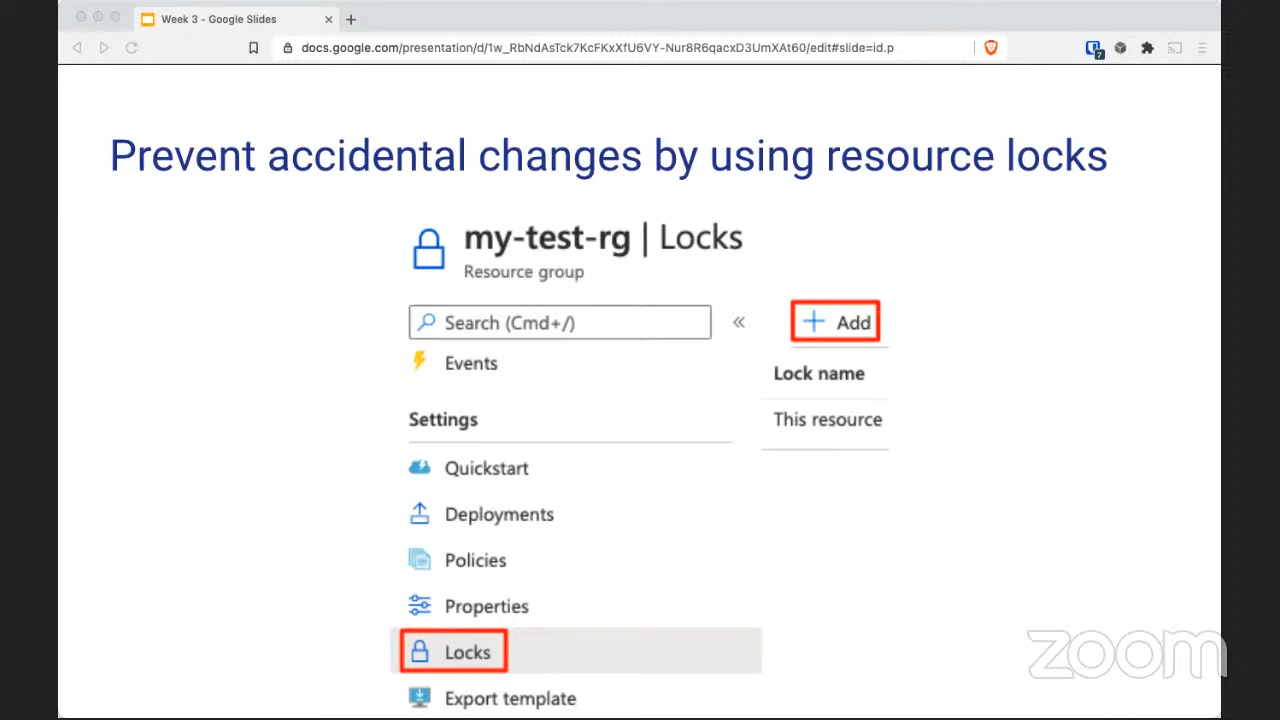 Week 3 - Google Slides
docs.google.com/presentation/d/1w_RbNdAsTck7KcFKxXfU6VY-Nur8R6qacxD3UmXAt60/edit#slide=id.p
7
Prevent accidental changes by using resource locks
my-test-rg | Locks
Resource group
Search (Cmd+/)
«
Add
Events
Lock name
Settings
This resource
Quickstart
Deployments
Policies
Properties
Locks
Export template
zoom